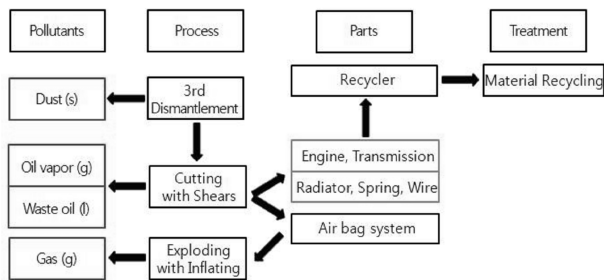 Pollutants
Process
Parts
Treatment
Dust (s)
3rd
Dismantlement
Recycler
Material Recycling
Oil vapor (g)
Waste oil (l)
Cutting
with Shears
Engine, Transmission
Radiator, Spring, Wire
Air bag system
Gas (g)
Exploding
with Inflating